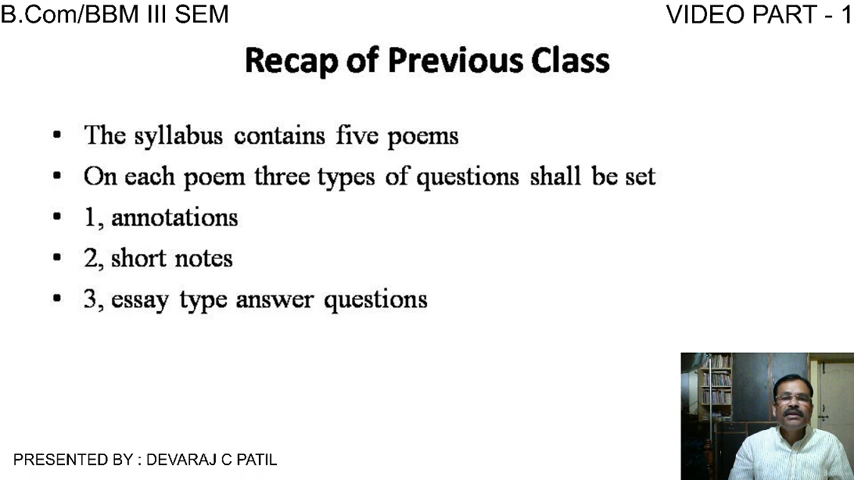 B.Com/BBM III SEM
VIDEO PART - 1
Recap of Previous Class
• The syllabus contains five poems
• On each poem three types of questions shall be set
• 1, annotations
• 2, short notes
• 3, essay type answer questions
PRESENTED BY : DEVARAJ C PATIL